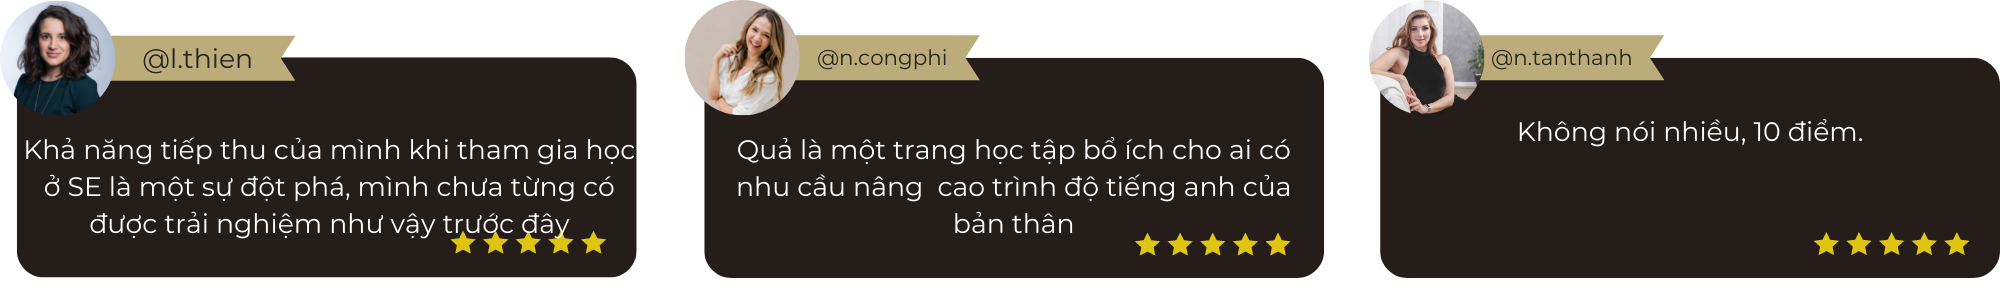 @l.thien
Khả năng tiếp thu của mình khi tham gia học
ở SE là một sự đột phá, mình chưa từng có
được trải nghiệm như vậy trước đây
@n.congphi
Quả là một trang học tập bổ ích cho ai có
nhu cầu nâng  cao trình độ tiếng anh của
bản thân
@n.tanthanh
Không nói nhiều, 10 điểm.